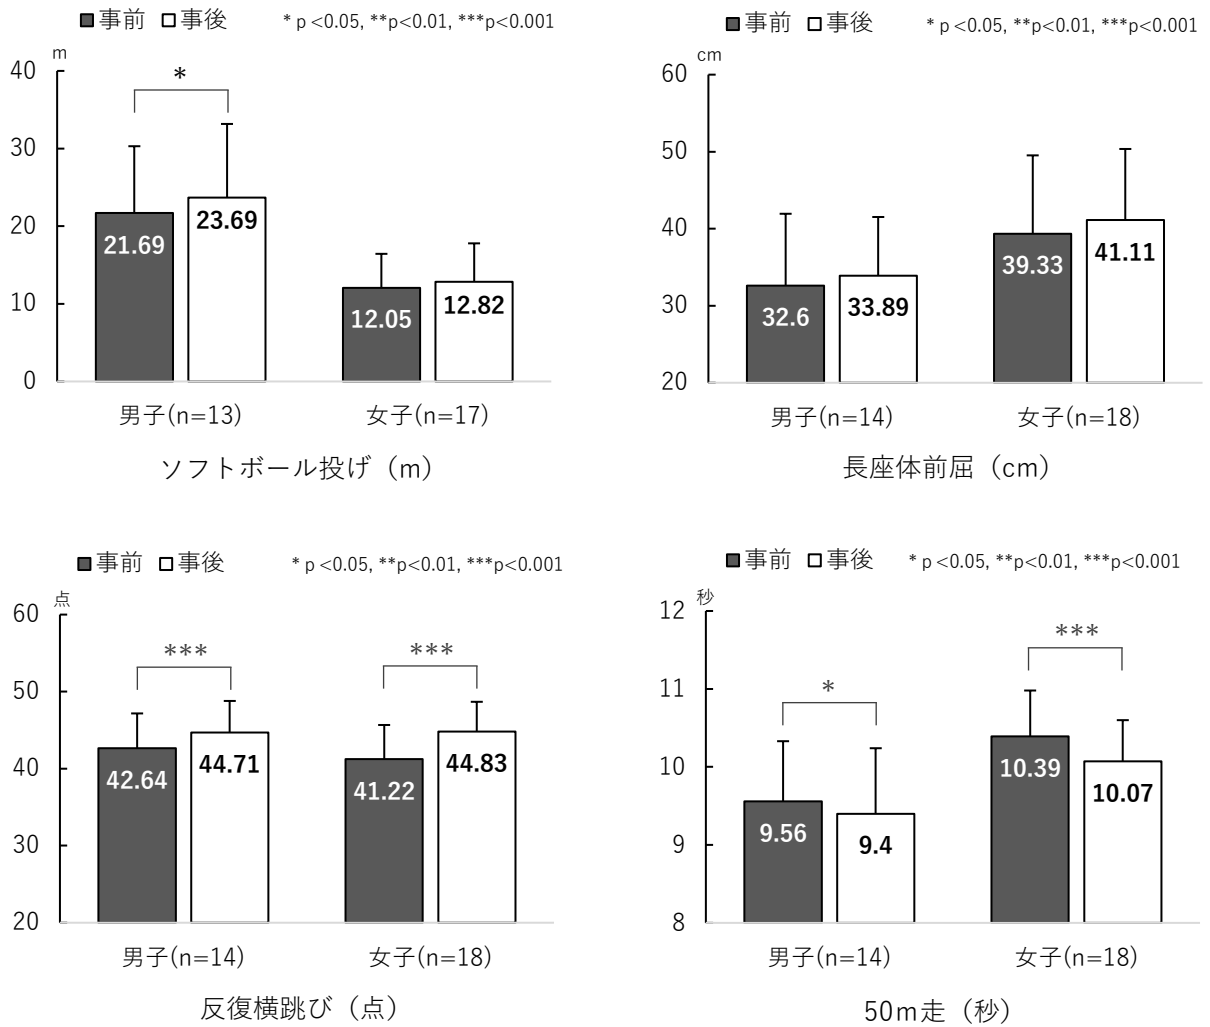 ■事前 □事後 * p <0.05, **p<0.01, ***p<0.001
m
40
30
20
10
0
*
21.69
23.69
12.05
12.82
男子(n=13)
女子(n=17)
ソフトボール投げ（m）
■事前 □事後 * p <0.05, **p<0.01, ***p<0.001
cm
60
50
40
30
20
32.6
33.89
39.33
41.11
男子(n=14)
女子(n=18)
長座体前屈（cm）
■事前 □事後 * p <0.05, **p<0.01, ***p<0.001
点
60
50
40
30
20
***
***
42.64
44.71
41.22
44.83
男子(n=14)
女子(n=18)
反復横跳び（点）
■事前 □事後 * p <0.05, **p<0.01, ***p<0.001
秒
12
11
10
9
8
*
***
9.56
9.4
10.39
10.07
男子(n=14)
女子(n=18)
50m走（秒）